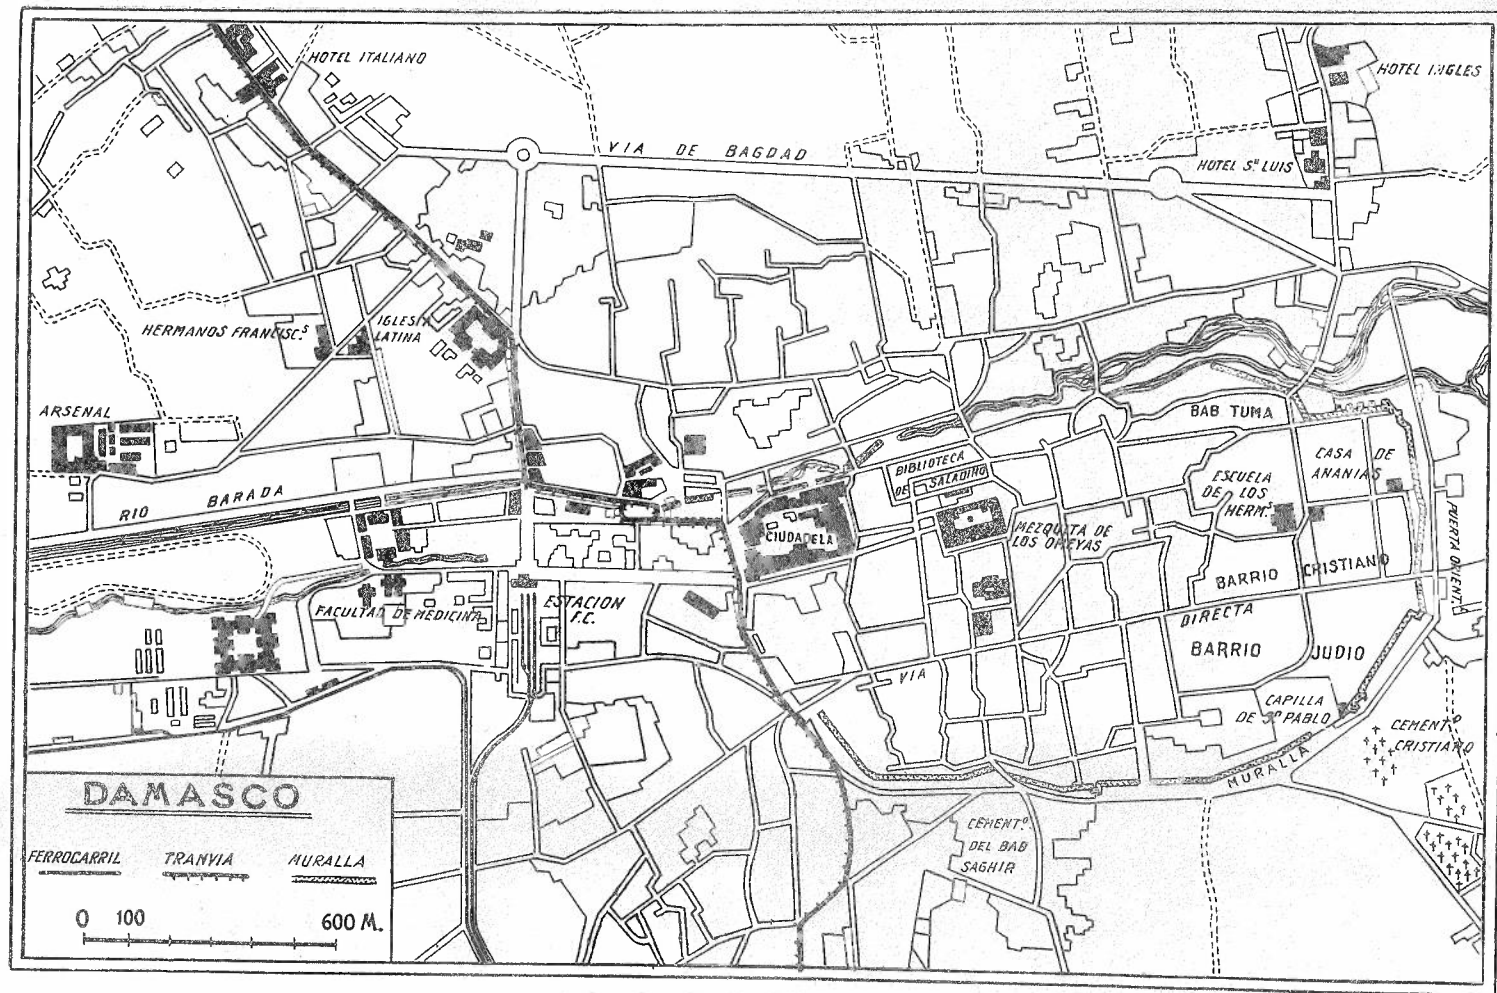 HOTEL ITALIANO
HOTEL INGLES
VIA DE BAGDAD
HOTEL Sⁿ LUIS
HERMANOS FRANCISC.ˢ
IGLESIA
LATINA
ARSENAL
RIO BARADA
BAB TUMA
BIBLIOTECA
DE SALADINO
ESCUELA
DE LOS
HERM.ˢ
CASA DE
ANANIAS
CIUDADELA
MEZQUITA DE
LOS OMEYAS
PUERTA ORIENT.
BARRIO CRISTIANO
FACULTAD DE MEDICINA
ESTACION
F.C.
VIA DIRECTA
BARRIO JUDIO
CAPILLA
DE Sⁿ PABLO
CEMENTº
CRISTIANO
MURALLA
CEMENT.º
DEL BAB
SAGHIR
DAMASCO
FERROCARRIL TRANVIA MURALLA
0 100 600 M.